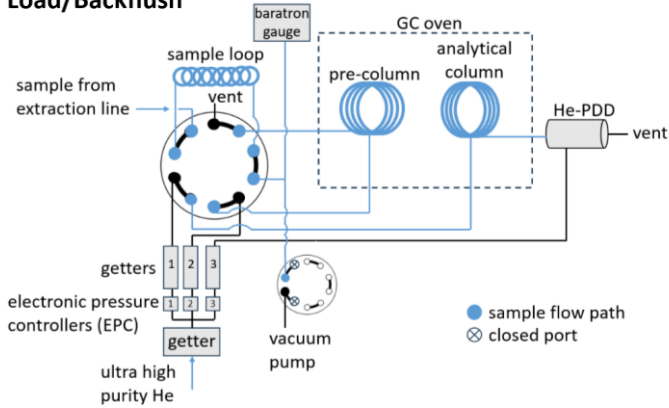 Load/Backflush
baratron
gauge
GC oven
sample loop
analytical
column
pre-column
sample from
extraction line
vent
He-PDD
vent
getters
1 2 3
electronic pressure
controllers (EPC)
1 2 3
getter
ultra high
purity He
vacuum
pump
sample flow path
closed port